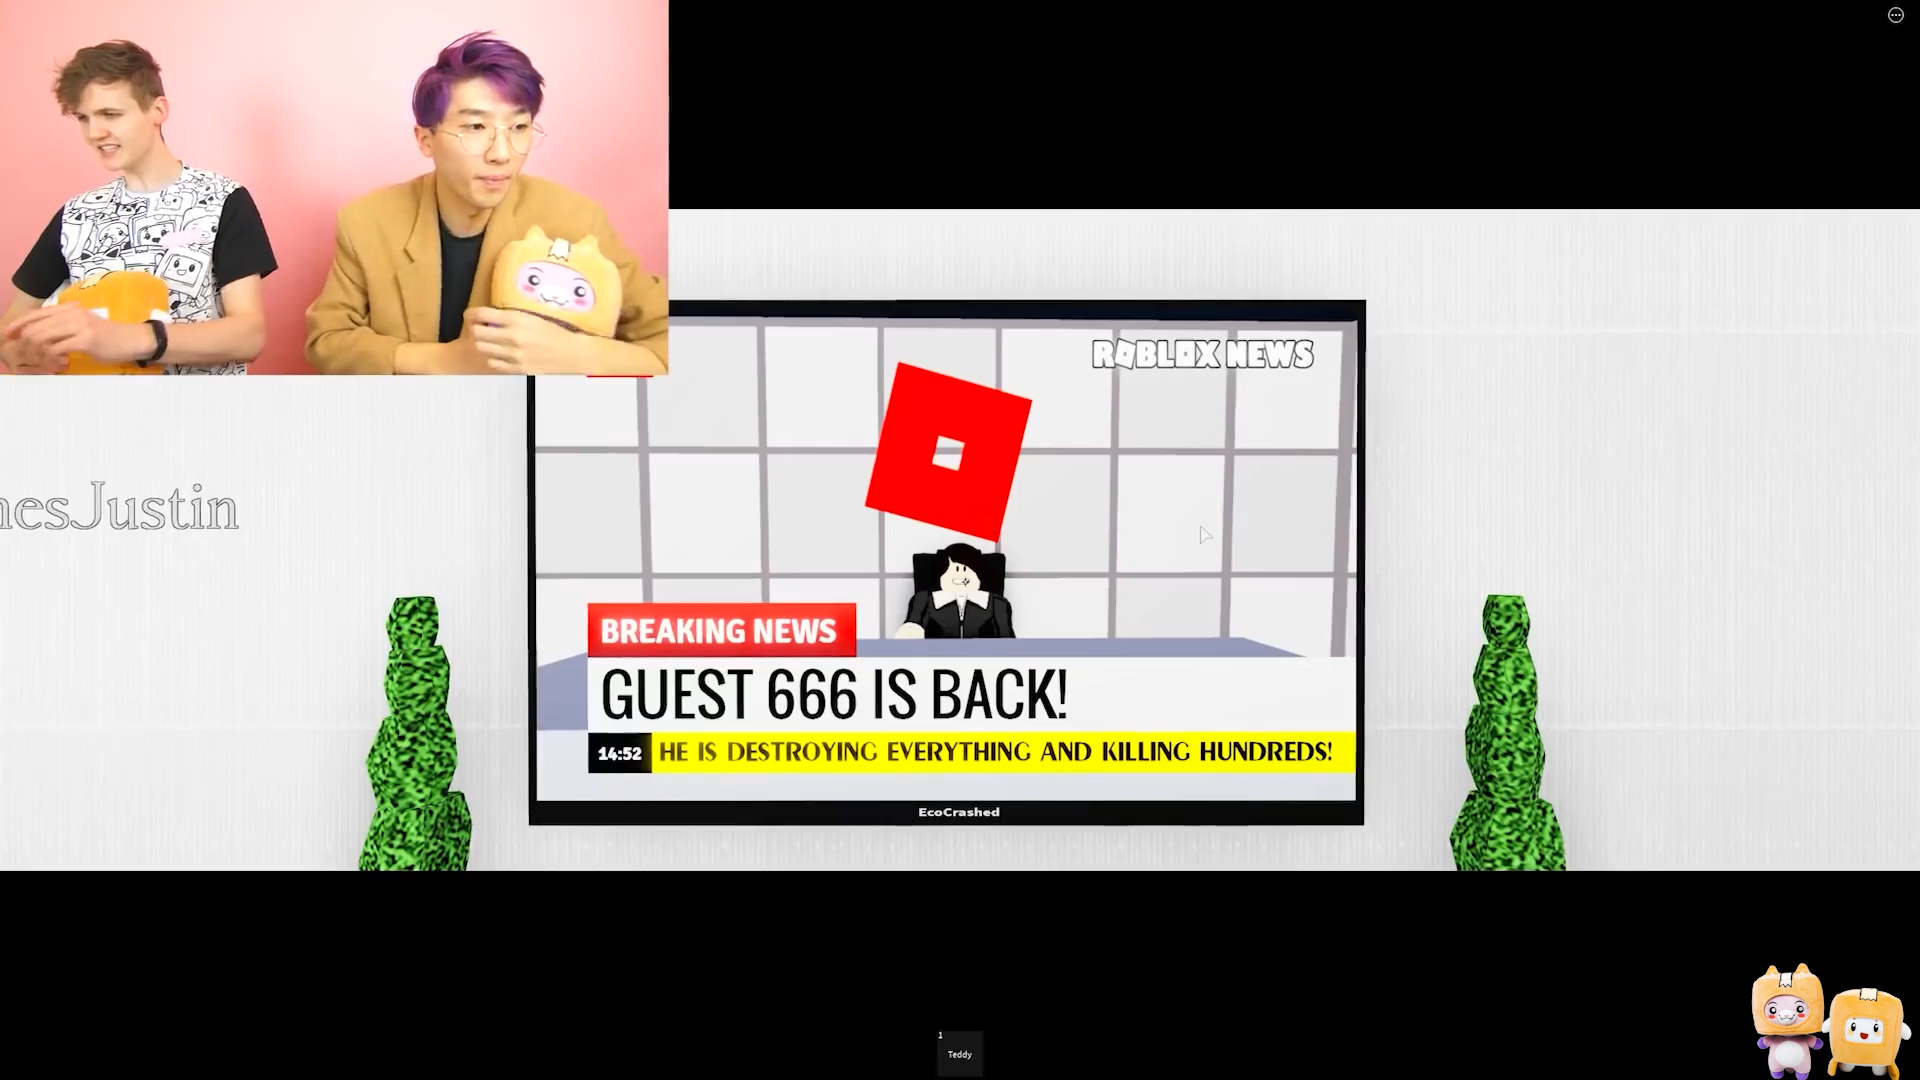 ROBLOX NEWS
nesJustin
BREAKING NEWS
GUEST 666 IS BACK!
14:52 HE IS DESTROYING EVERYTHING AND KILLING HUNDREDS!
EcoCrashed
1
Teddy